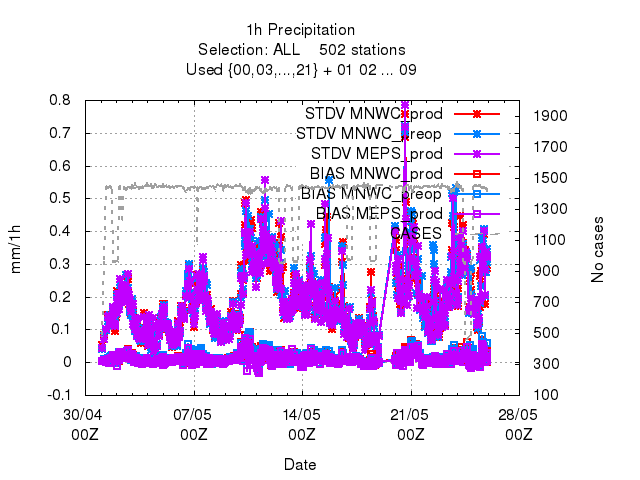 1h Precipitation
Selection: ALL    502 stations
Used {00,03,...,21} + 01 02 ... 09
0.8
0.7
0.6
0.5
0.4
0.3
0.2
0.1
0
-0.1
mm/1h
1900
1700
1500
1300
1100
900
700
500
300
100
No cases
STDV MNWC_prod
STDV MNWC_preop
STDV MEPS_prod
BIAS MNWC_prod
BIAS MNWC_preop
BIAS MEPS_prod
CASES
30/04 07/05 14/05 21/05 28/05
00Z 00Z 00Z 00Z 00Z
Date